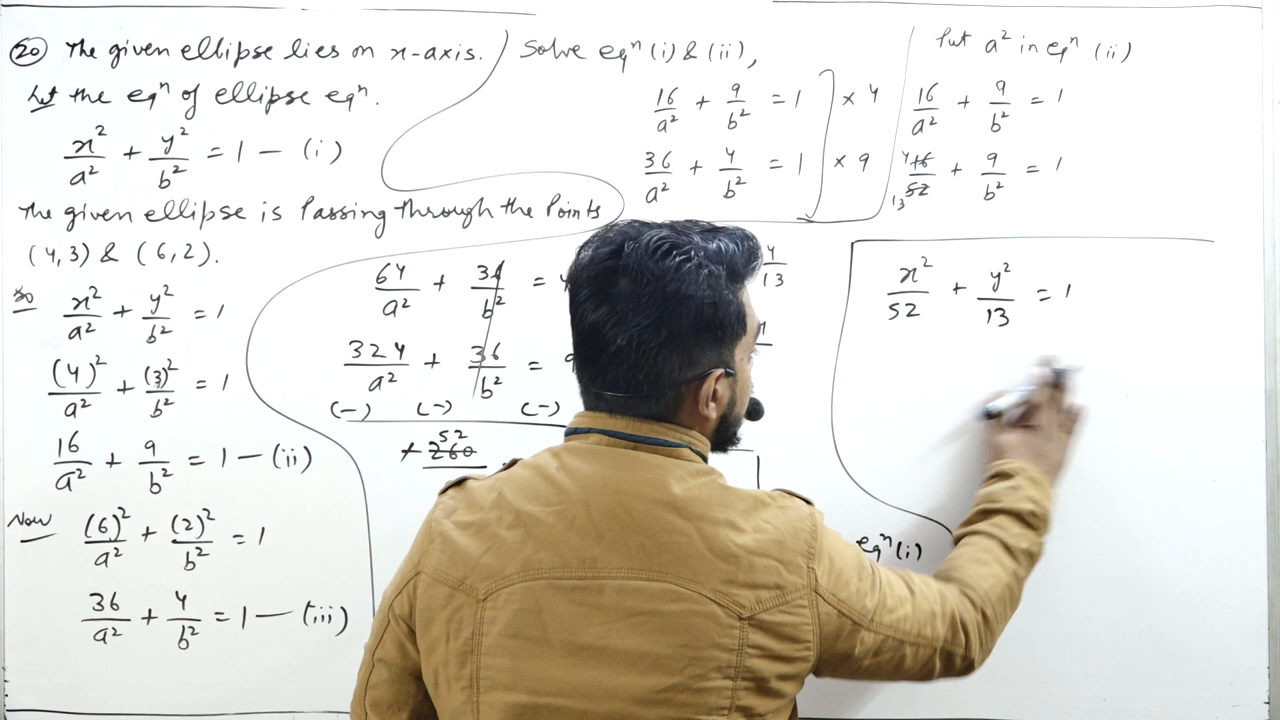 20 The given ellipse lies on x-axis.
Let the eqⁿ of ellipse eqⁿ.
x²/a² + y²/b² = 1 — (i)
The given ellipse is Passing through the Points
(4,3) & (6,2).
So x²/a² + y²/b² = 1
(4)²/a² + (3)²/b² = 1
16/a² + 9/b² = 1 — (ii)
Now (6)²/a² + (2)²/b² = 1
36/a² + 4/b² = 1 — (iii)
Solve eqⁿ (i) & (ii),
16/a² + 9/b² = 1 × 4
36/a² + 4/b² = 1 × 9
64/a² + 36/b² =
324/a² + 36/b² =
(−) (−) (−)
52
260
Put a² in eqⁿ (ii)
16/a² + 9/b² = 1
4 16/52 13 + 9/b² = 1
4/13
eqⁿ (i)
x²/52 + y²/13 = 1